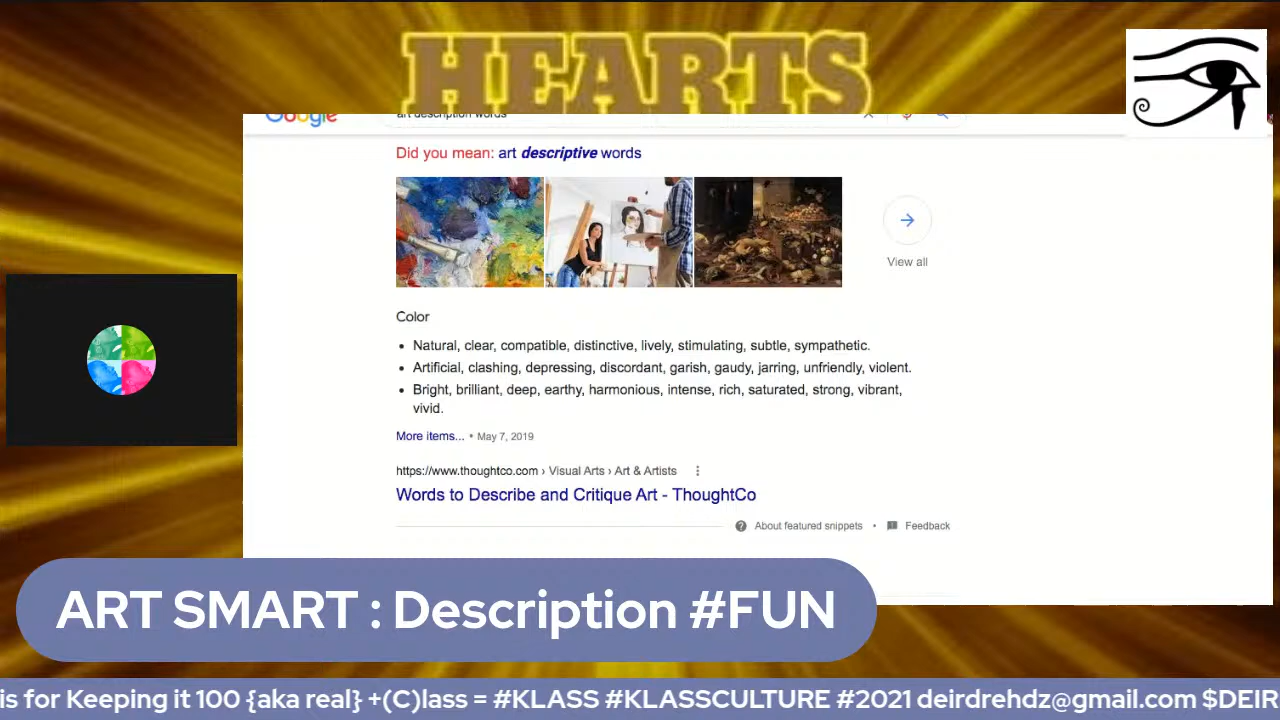 HEARTS
Google
art description words
Did you mean: art descriptive words
View all
Color
Natural, clear, compatible, distinctive, lively, stimulating, subtle, sympathetic.
Artificial, clashing, depressing, discordant, garish, gaudy, jarring, unfriendly, violent.
Bright, brilliant, deep, earthy, harmonious, intense, rich, saturated, strong, vibrant,
vivid.
More items... • May 7, 2019
https://www.thoughtco.com › Visual Arts › Art & Artists
Words to Describe and Critique Art - ThoughtCo
About featured snippets • Feedback
ART SMART : Description #FUN
is for Keeping it 100 {aka real} +(C)lass = #KLASS #KLASSCULTURE #2021 deirdrehdz@gmail.com $DEIR